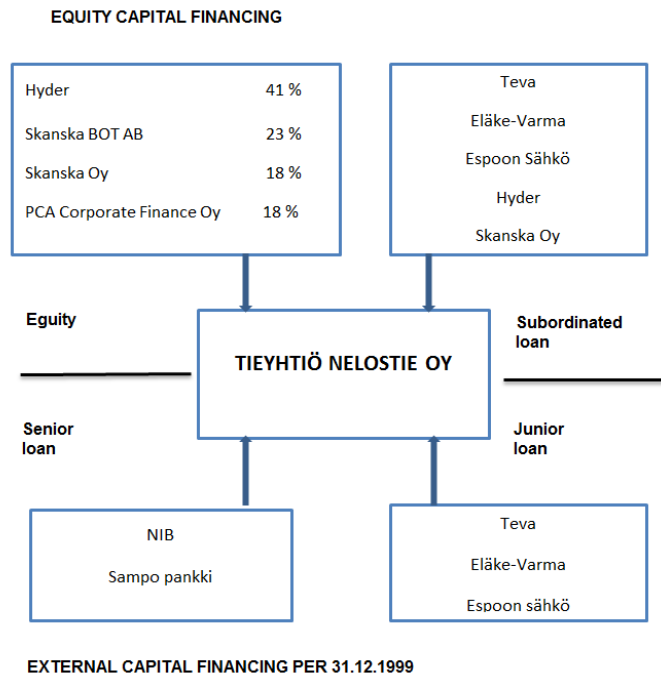 EQUITY CAPITAL FINANCING
Hyder 41 %
Skanska BOT AB 23 %
Skanska Oy 18 %
PCA Corporate Finance Oy 18 %
Teva
Eläke-Varma
Espoon Sähkö
Hyder
Skanska Oy
Eguity
Subordinated
loan
TIEYHTIÖ NELOSTIE OY
Senior
loan
Junior
loan
NIB
Sampo pankki
Teva
Eläke-Varma
Espoon sähkö
EXTERNAL CAPITAL FINANCING PER 31.12.1999